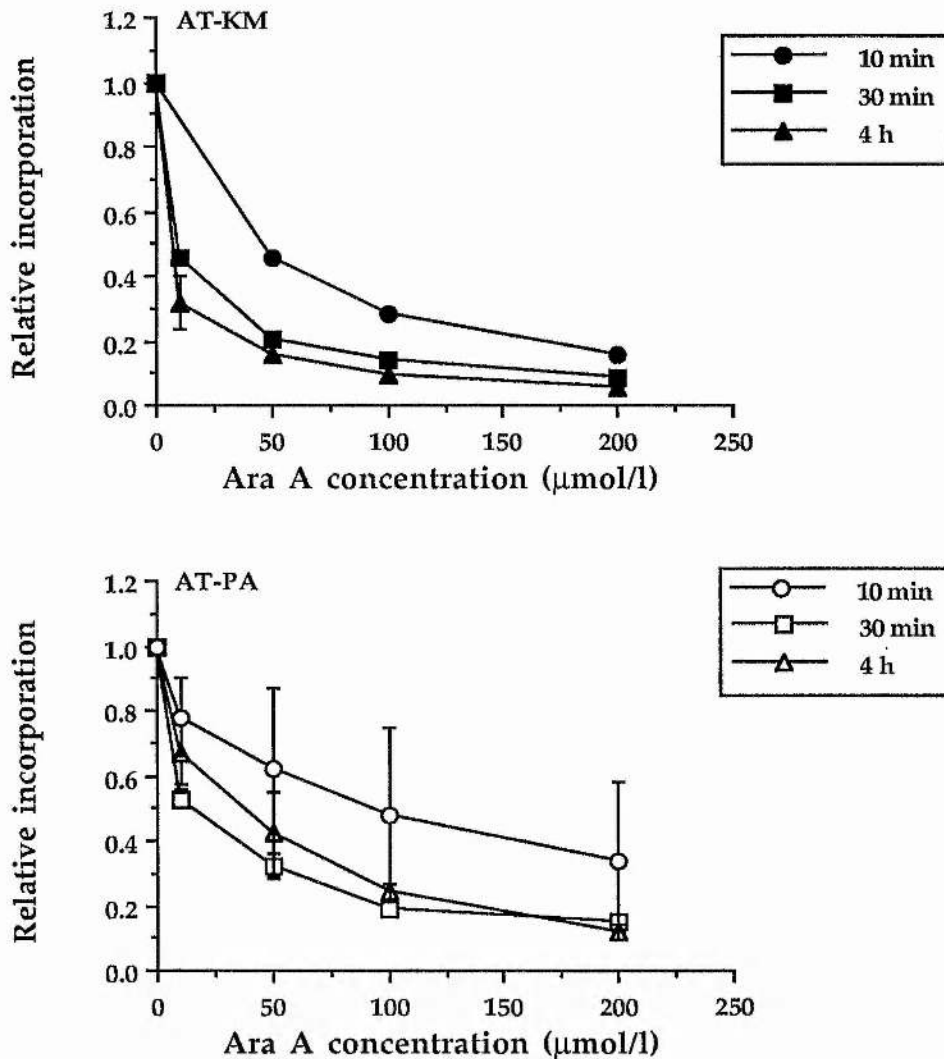 AT-KM
1.2
1.0
0.8
0.6
0.4
0.2
0.0
Relative incorporation
0 50 100 150 200 250
Ara A concentration (μmol/l)
10 min
30 min
4 h
AT-PA
1.2
1.0
0.8
0.6
0.4
0.2
0.0
Relative incorporation
0 50 100 150 200 250
Ara A concentration (μmol/l)
10 min
30 min
4 h